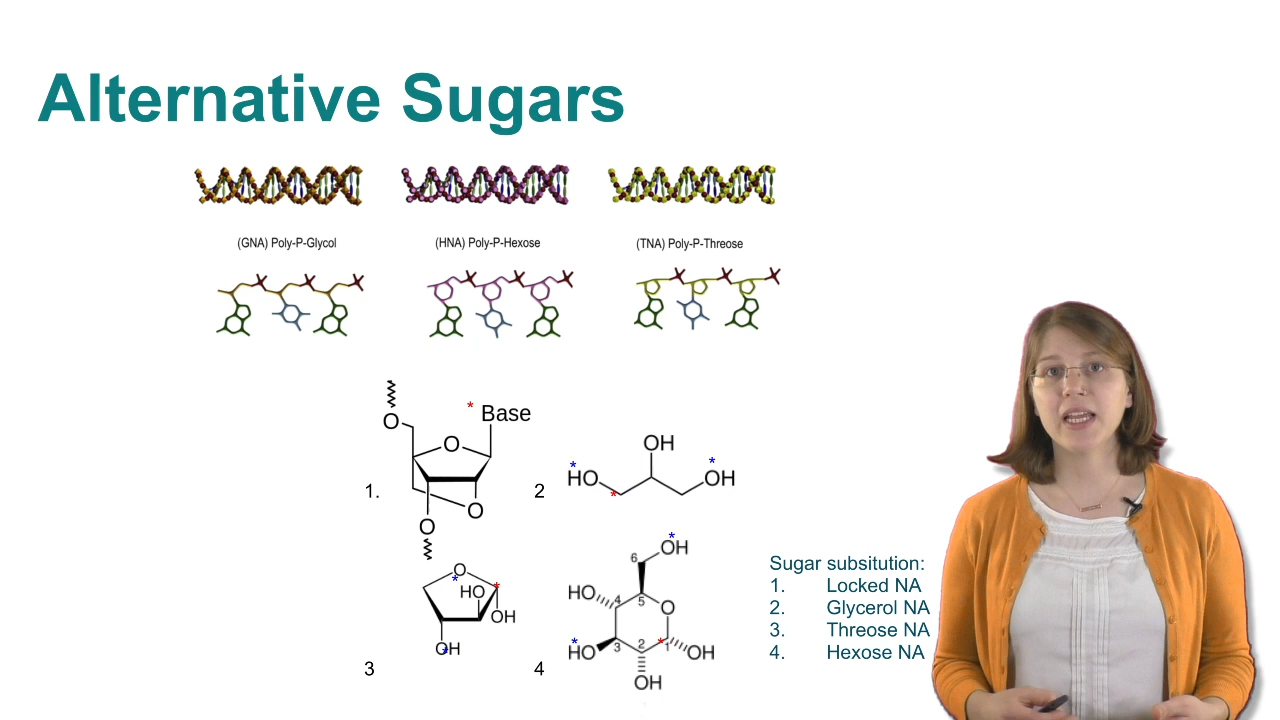 Alternative Sugars
(GNA) Poly-P-Glycol
(HNA) Poly-P-Hexose
(TNA) Poly-P-Threose
* Base
O
O
O
O
1.
OH
* HO
* OH
*
2
O
* HO
*
OH
OH
*
3
* OH
6
HO
4
5
O
* HO
3
2
* 1
OH
OH
4
Sugar subsitution:
1. Locked NA
2. Glycerol NA
3. Threose NA
4. Hexose NA